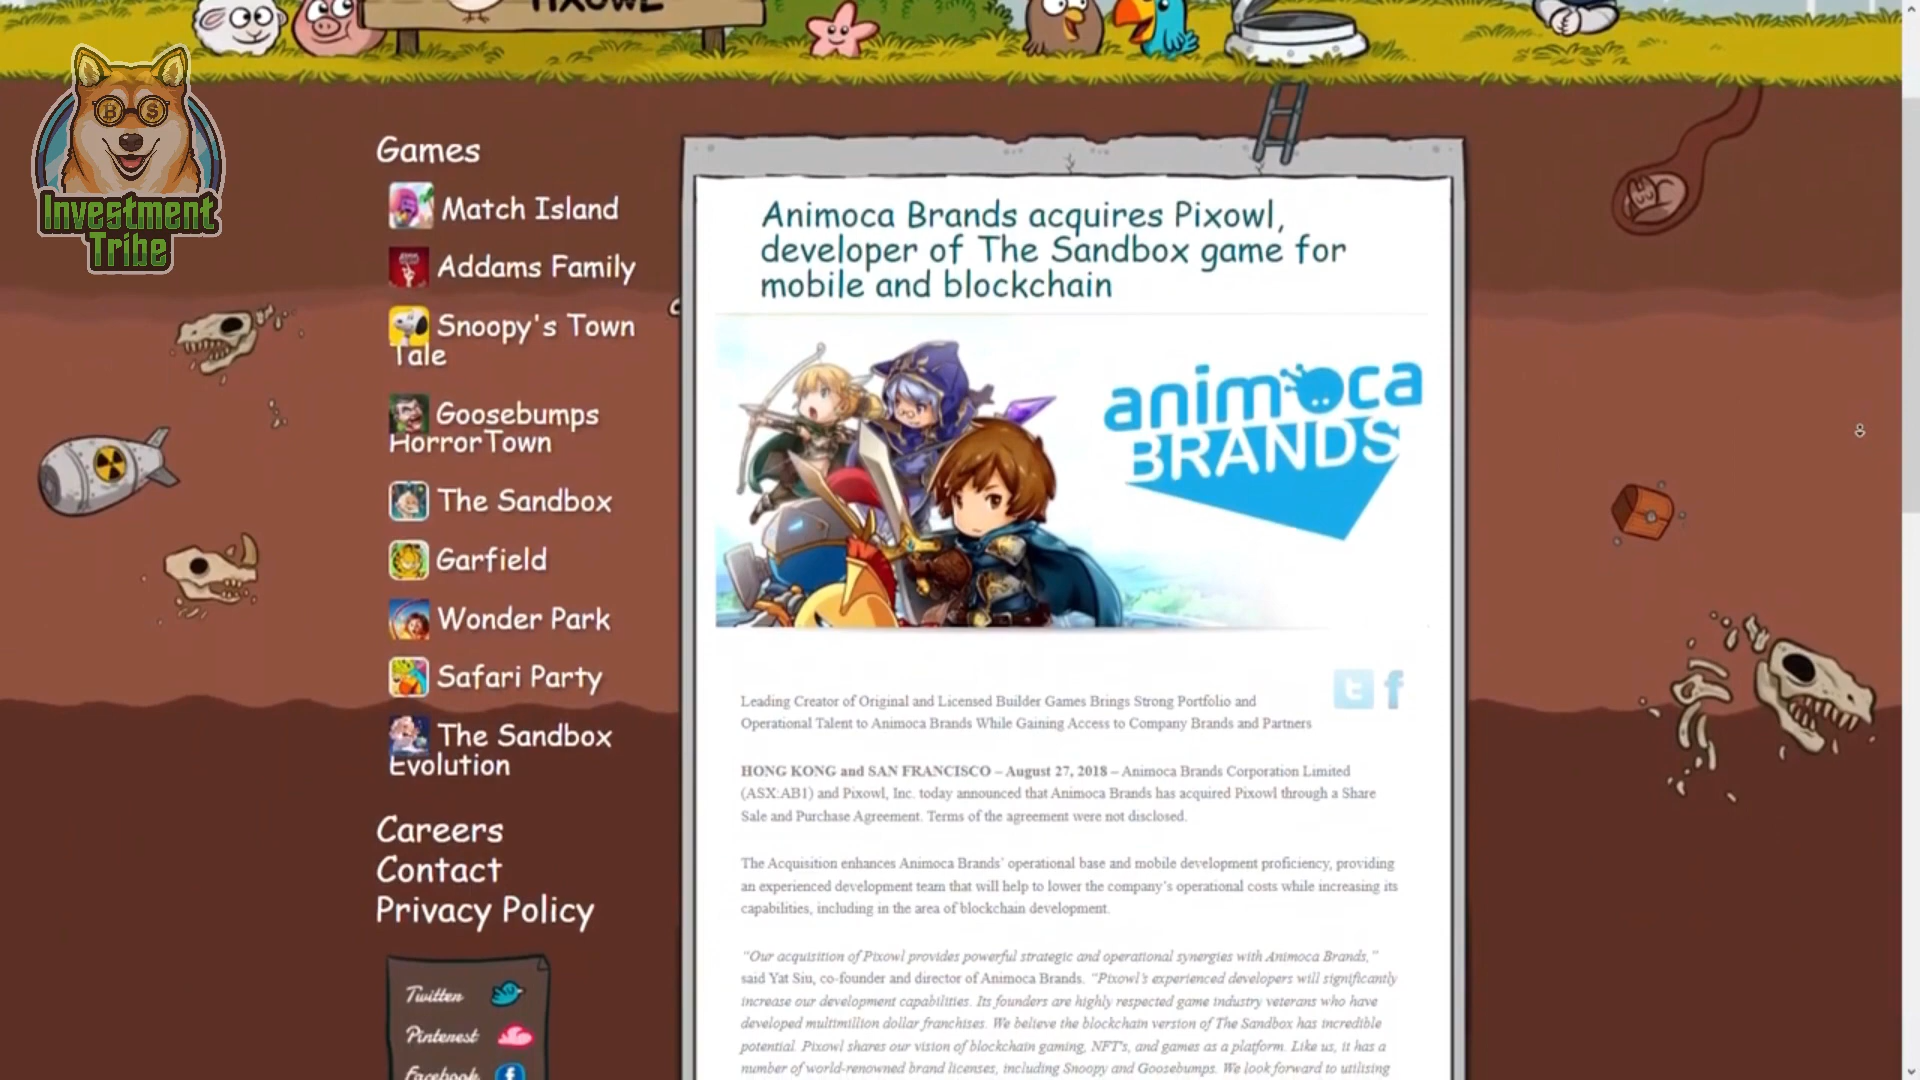 PIXOWL
Investment
Tribe
Games
Match Island
Addams Family
Snoopy's Town
Tale
Goosebumps
HorrorTown
The Sandbox
Garfield
Wonder Park
Safari Party
The Sandbox
Evolution
Careers
Contact
Privacy Policy
Twitter
Pinterest
Facebook
Animoca Brands acquires Pixowl,
developer of The Sandbox game for
mobile and blockchain
animoca
BRANDS
Leading Creator of Original and Licensed Builder Games Brings Strong Portfolio and
Operational Talent to Animoca Brands While Gaining Access to Company Brands and Partners
HONG KONG and SAN FRANCISCO – August 27, 2018 – Animoca Brands Corporation Limited
(ASX:AB1) and Pixowl, Inc. today announced that Animoca Brands has acquired Pixowl through a Share
Sale and Purchase Agreement. Terms of the agreement were not disclosed.
The Acquisition enhances Animoca Brands' operational base and mobile development proficiency, providing
an experienced development team that will help to lower the company's operational costs while increasing its
capabilities, including in the area of blockchain development.
"Our acquisition of Pixowl provides powerful strategic and operational synergies with Animoca Brands,"
said Yat Siu, co-founder and director of Animoca Brands. "Pixowl's experienced developers will significantly
increase our development capabilities. Its founders are highly respected game industry veterans who have
developed multimillion dollar franchises. We believe the blockchain version of The Sandbox has incredible
potential. Pixowl shares our vision of blockchain gaming, NFT's, and games as a platform. Like us, it has a
number of world-renowned brand licenses, including Snoopy and Goosebumps. We look forward to utilising